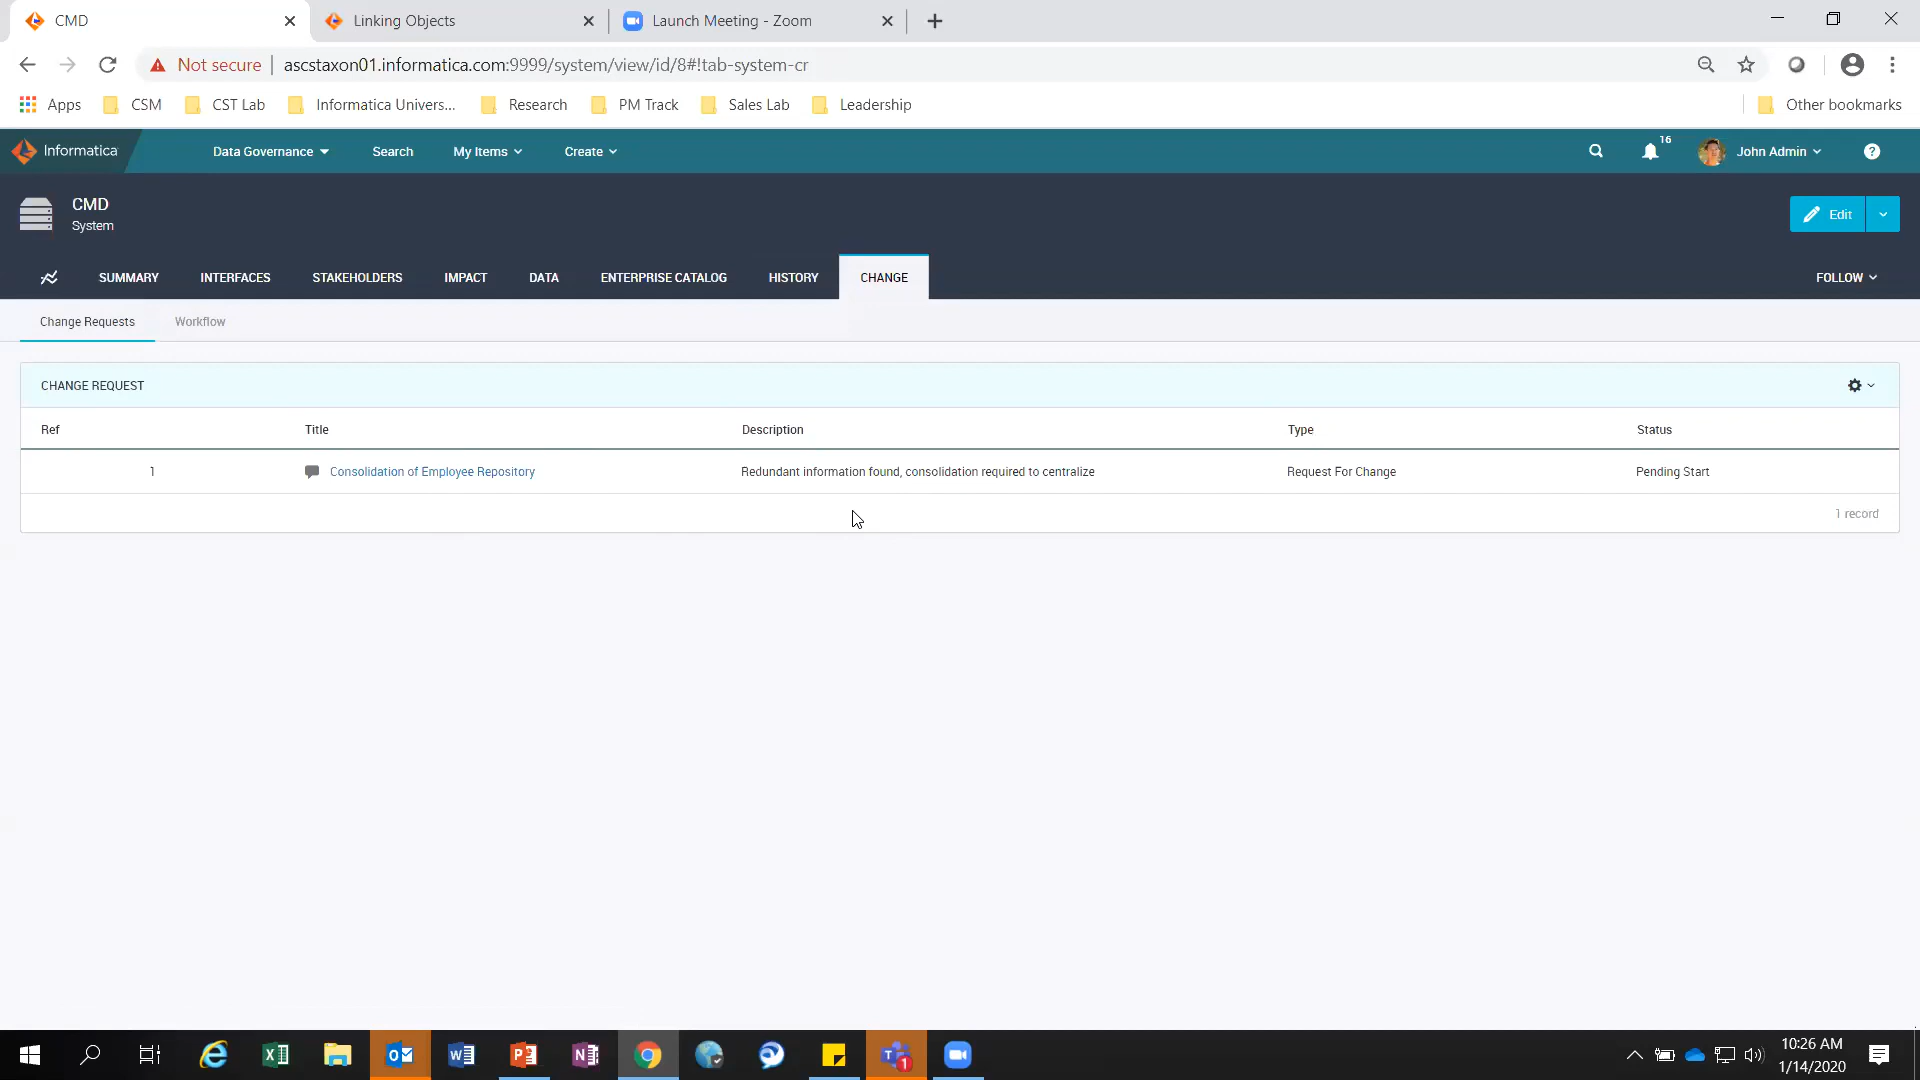 CMD
Linking Objects
Launch Meeting - Zoom
Not secure
ascstaxon01.informatica.com:9999/system/view/id/8#!tab-system-cr
Apps
CSM
CST Lab
Informatica Univers...
Research
PM Track
Sales Lab
Leadership
Other bookmarks
Informatica
Data Governance
Search
My Items
Create
16
John Admin
CMD
System
Edit
SUMMARY
INTERFACES
STAKEHOLDERS
IMPACT
DATA
ENTERPRISE CATALOG
HISTORY
CHANGE
FOLLOW
Change Requests
Workflow
CHANGE REQUEST
Ref
Title
Description
Type
Status
1
Consolidation of Employee Repository
Redundant information found, consolidation required to centralize
Request For Change
Pending Start
1 record
10:26 AM
1/14/2020